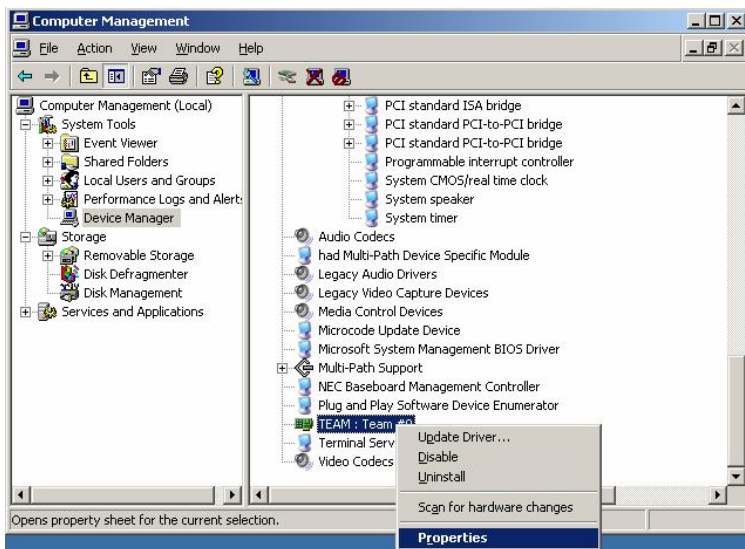 Computer Management
File Action View Window Help
Computer Management (Local)
System Tools
Event Viewer
Shared Folders
Local Users and Groups
Performance Logs and Alert
Device Manager
Storage
Removable Storage
Disk Defragmenter
Disk Management
Services and Applications
PCI standard ISA bridge
PCI standard PCI-to-PCI bridge
PCI standard PCI-to-PCI bridge
Programmable interrupt controller
System CMOS/real time clock
System speaker
System timer
Audio Codecs
had Multi-Path Device Specific Module
Legacy Audio Drivers
Legacy Video Capture Devices
Media Control Devices
Microcode Update Device
Microsoft System Management BIOS Driver
Multi-Path Support
NEC Baseboard Management Controller
Plug and Play Software Device Enumerator
TEAM : Team #0
Terminal Serv
Video Codecs
Update Driver...
Disable
Uninstall
Scan for hardware changes
Properties
Opens property sheet for the current selection.